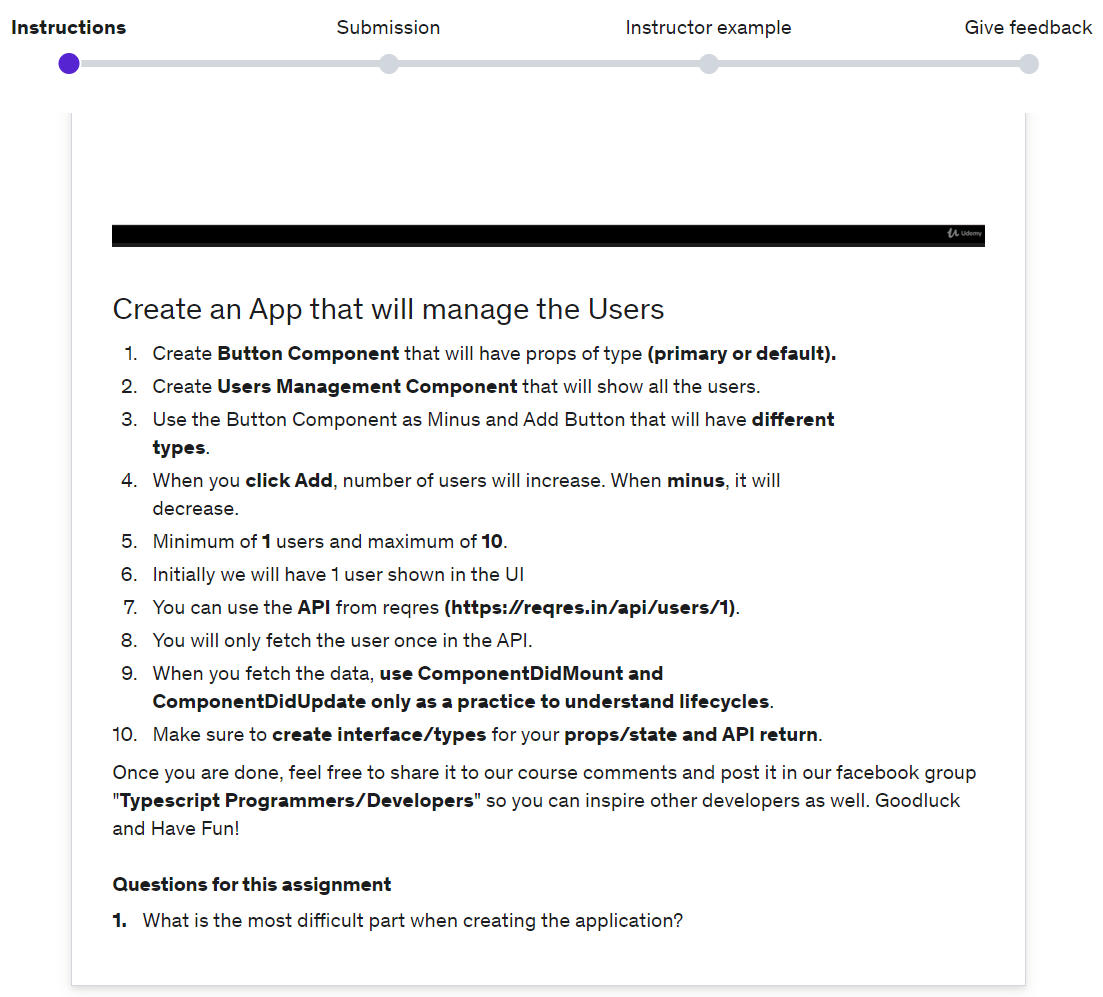 Instructions
Submission
Instructor example
Give feedback
Udemy
Create an App that will manage the Users
1. Create Button Component that will have props of type (primary or default).
2. Create Users Management Component that will show all the users.
3. Use the Button Component as Minus and Add Button that will have different
types.
4. When you click Add, number of users will increase. When minus, it will
decrease.
5. Minimum of 1 users and maximum of 10.
6. Initially we will have 1 user shown in the UI
7. You can use the API from reqres (https://reqres.in/api/users/1).
8. You will only fetch the user once in the API.
9. When you fetch the data, use ComponentDidMount and
ComponentDidUpdate only as a practice to understand lifecycles.
10. Make sure to create interface/types for your props/state and API return.
Once you are done, feel free to share it to our course comments and post it in our facebook group
"Typescript Programmers/Developers" so you can inspire other developers as well. Goodluck
and Have Fun!
Questions for this assignment
1. What is the most difficult part when creating the application?